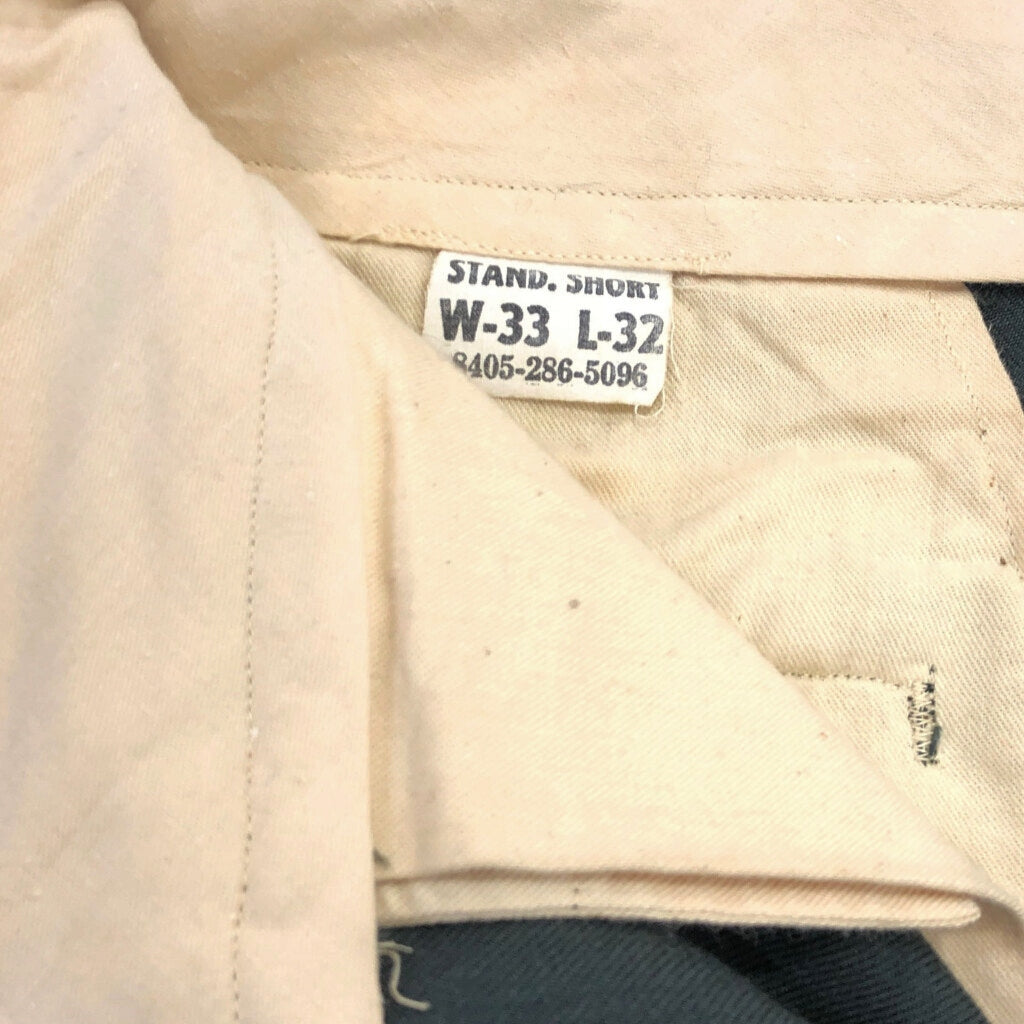 STAND. SHORT
W-33 L-32
8405-286-5096